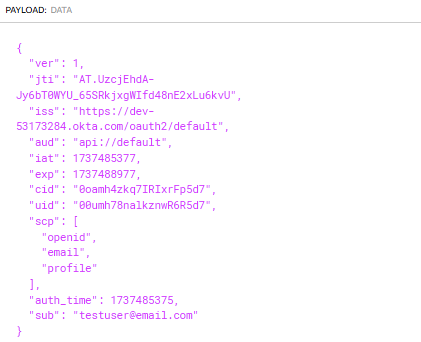 PAYLOAD: DATA
{
"ver": 1,
"jti": "AT.UzcjEhdA-
Jy6bT0WYU_65SRkjxgWIfd48nE2xLu6kvU",
"iss": "https://dev-
53173284.okta.com/oauth2/default",
"aud": "api://default",
"iat": 1737485377,
"exp": 1737488977,
"cid": "0oamh4zkq7IRIxrFp5d7",
"uid": "00umh78nalkznwR6R5d7",
"scp": [
"openid",
"email",
"profile"
],
"auth_time": 1737485375,
"sub": "testuser@email.com"
}